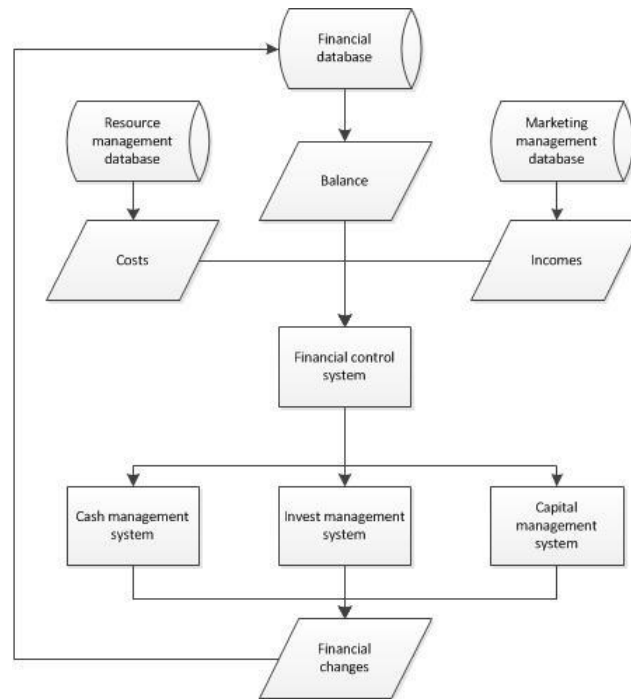 Financial
database
Resource
management
database
Marketing
management
database
Balance
Costs
Incomes
Financial control
system
Cash management
system
Invest management
system
Capital
management
system
Financial
changes